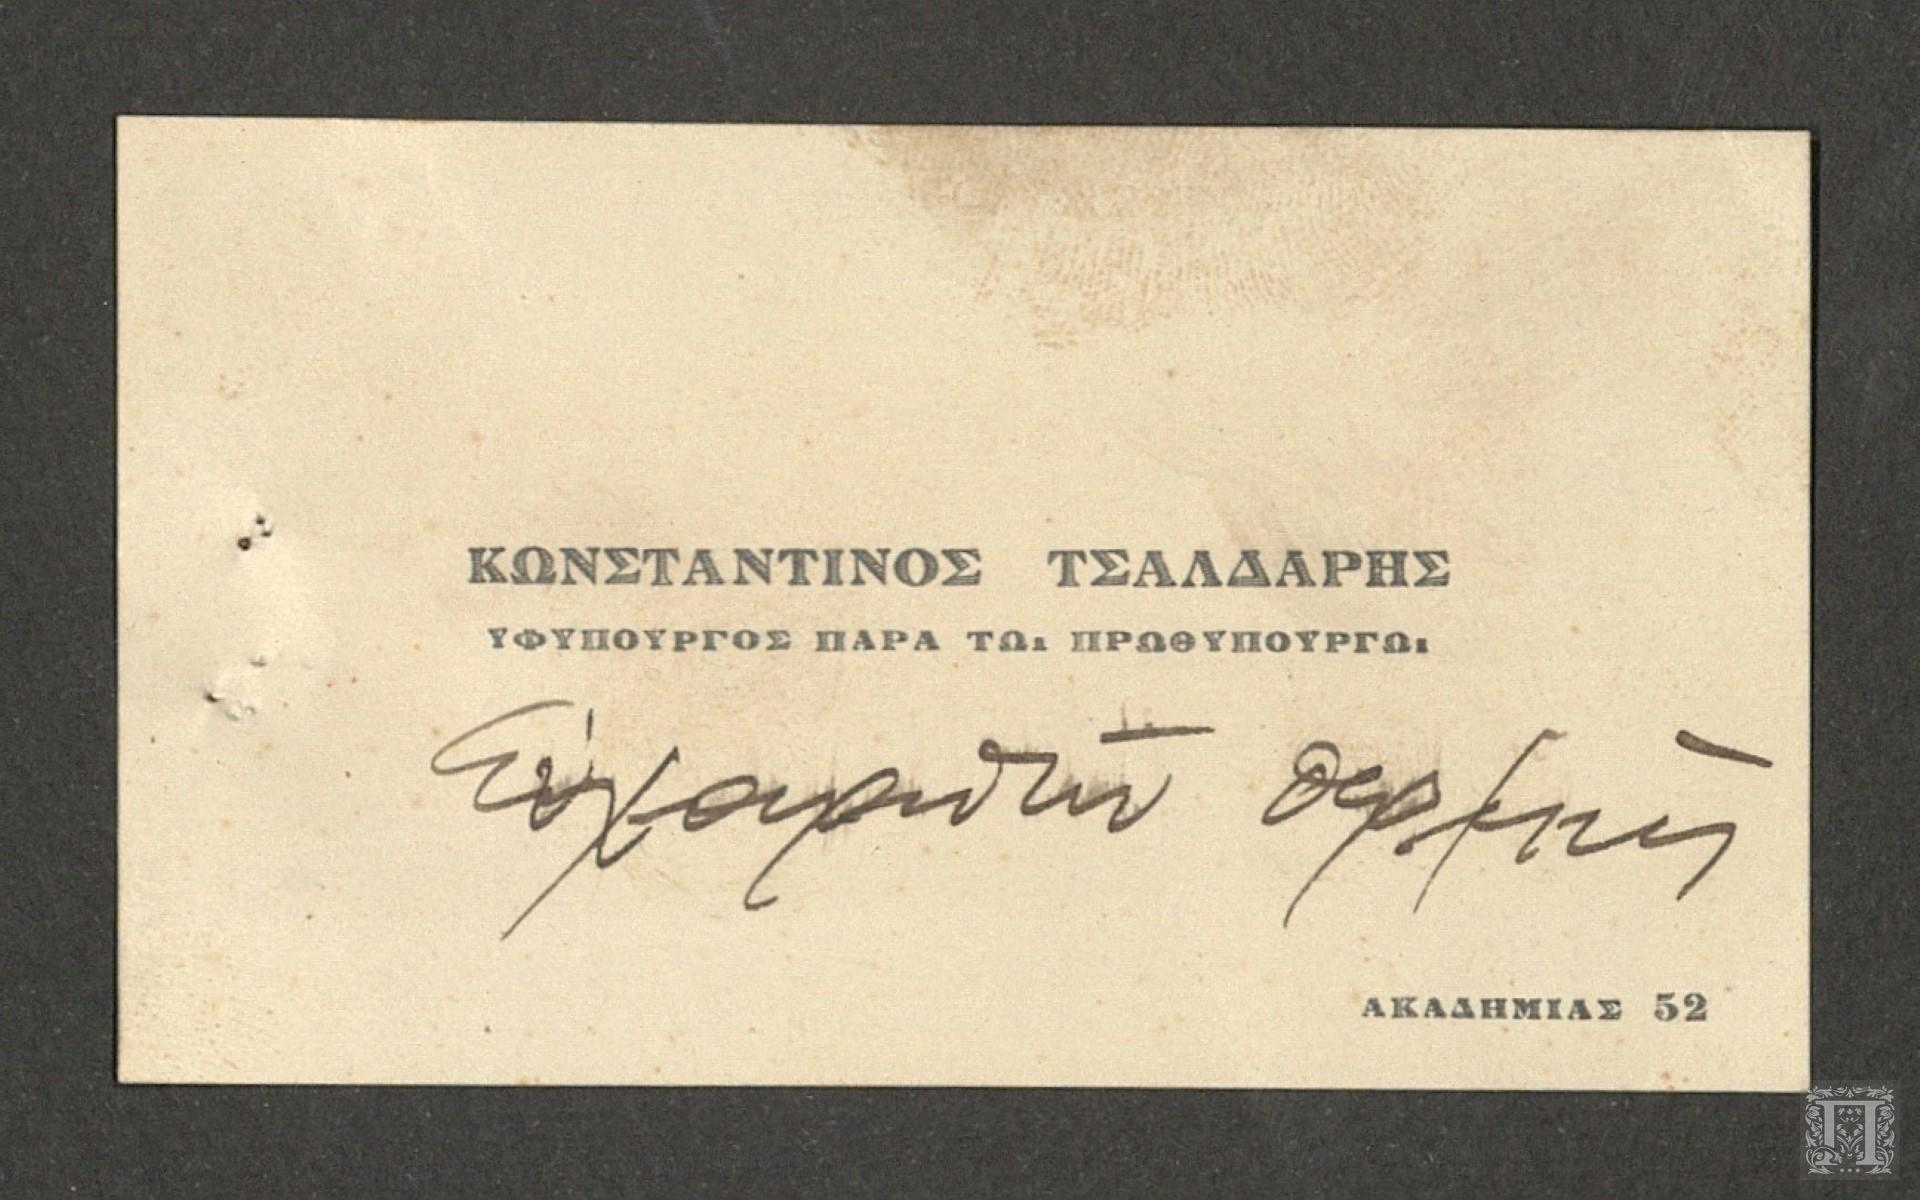 ΚΩΝΣΤΑΝΤΙΝΟΣ ΤΣΑΛΔΑΡΗΣ
ΥΦΥΠΟΥΡΓΟΣ ΠΑΡΑ ΤΩι ΠΡΩΘΥΠΟΥΡΓΩι
Εὐχαριστῶ θερμῶς
ΑΚΑΔΗΜΙΑΣ 52
Π